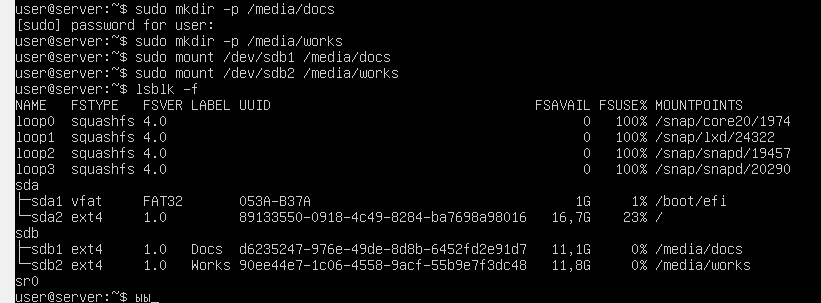 user@server:~$ sudo mkdir -p /media/docs
[sudo] password for user:
user@server:~$ sudo mkdir -p /media/works
user@server:~$ sudo mount /dev/sdb1 /media/docs
user@server:~$ sudo mount /dev/sdb2 /media/works
user@server:~$ lsblk -f
NAME   FSTYPE   FSVER LABEL UUID                                 FSAVAIL FSUSE% MOUNTPOINTS
loop0  squashfs 4.0                                                    0   100% /snap/core20/1974
loop1  squashfs 4.0                                                    0   100% /snap/lxd/24322
loop2  squashfs 4.0                                                    0   100% /snap/snapd/19457
loop3  squashfs 4.0                                                    0   100% /snap/snapd/20290
sda
├─sda1 vfat     FAT32       053A-B37A                                 1G     1% /boot/efi
└─sda2 ext4     1.0         89133550-0918-4c49-8284-ba7698a98016   16,7G    23% /
sdb
├─sdb1 ext4     1.0   Docs  d6235247-976e-49de-8d8b-6452fd2e91d7   11,1G     0% /media/docs
└─sdb2 ext4     1.0   Works 90ee44e7-1c06-4558-9acf-55b9e7f3dc48   11,8G     0% /media/works
sr0
user@server:~$ ыы_